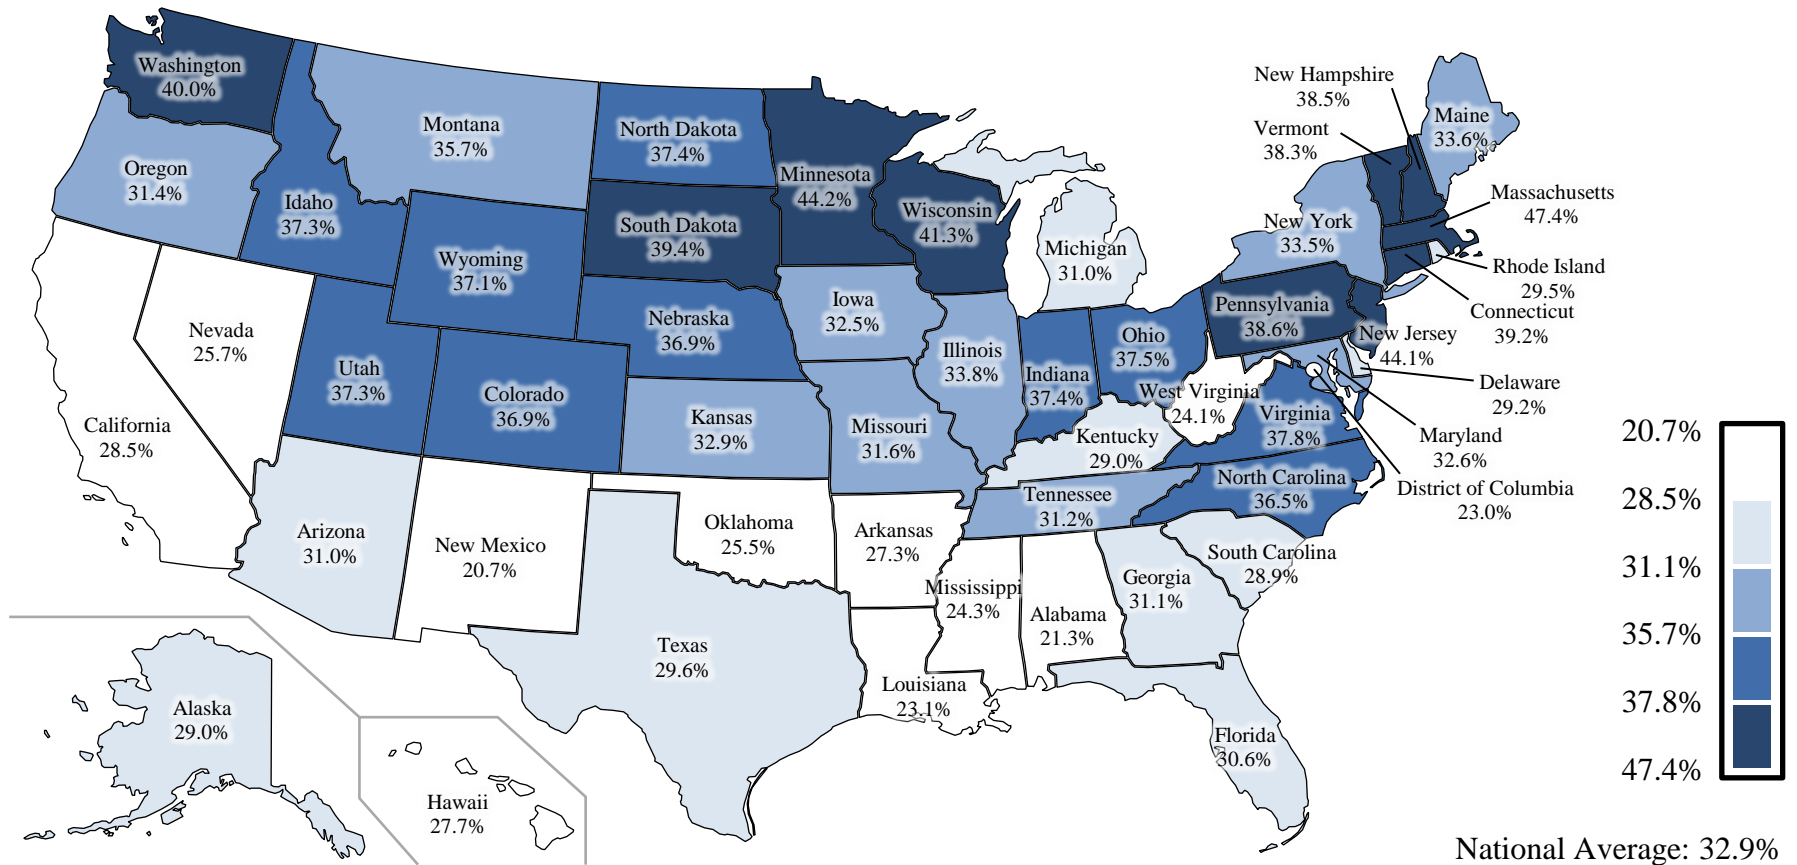 Washington
40.0%
Oregon
31.4%
California
28.5%
Nevada
25.7%
Idaho
37.3%
Montana
35.7%
Wyoming
37.1%
Utah
37.3%
Colorado
36.9%
Arizona
31.0%
New Mexico
20.7%
North Dakota
37.4%
South Dakota
39.4%
Nebraska
36.9%
Kansas
32.9%
Oklahoma
25.5%
Texas
29.6%
Minnesota
44.2%
Iowa
32.5%
Missouri
31.6%
Arkansas
27.3%
Louisiana
23.1%
Wisconsin
41.3%
Illinois
33.8%
Michigan
31.0%
Indiana
37.4%
Ohio
37.5%
Kentucky
29.0%
Tennessee
31.2%
Mississippi
24.3%
Alabama
21.3%
Georgia
31.1%
Florida
30.6%
South Carolina
28.9%
North Carolina
36.5%
Virginia
37.8%
West Virginia
24.1%
Pennsylvania
38.6%
New York
33.5%
New Hampshire
38.5%
Vermont
38.3%
Maine
33.6%
Massachusetts
47.4%
Rhode Island
29.5%
Connecticut
39.2%
New Jersey
44.1%
Delaware
29.2%
Maryland
32.6%
District of Columbia
23.0%
Alaska
29.0%
Hawaii
27.7%
20.7%
28.5%
31.1%
35.7%
37.8%
47.4%
National Average: 32.9%